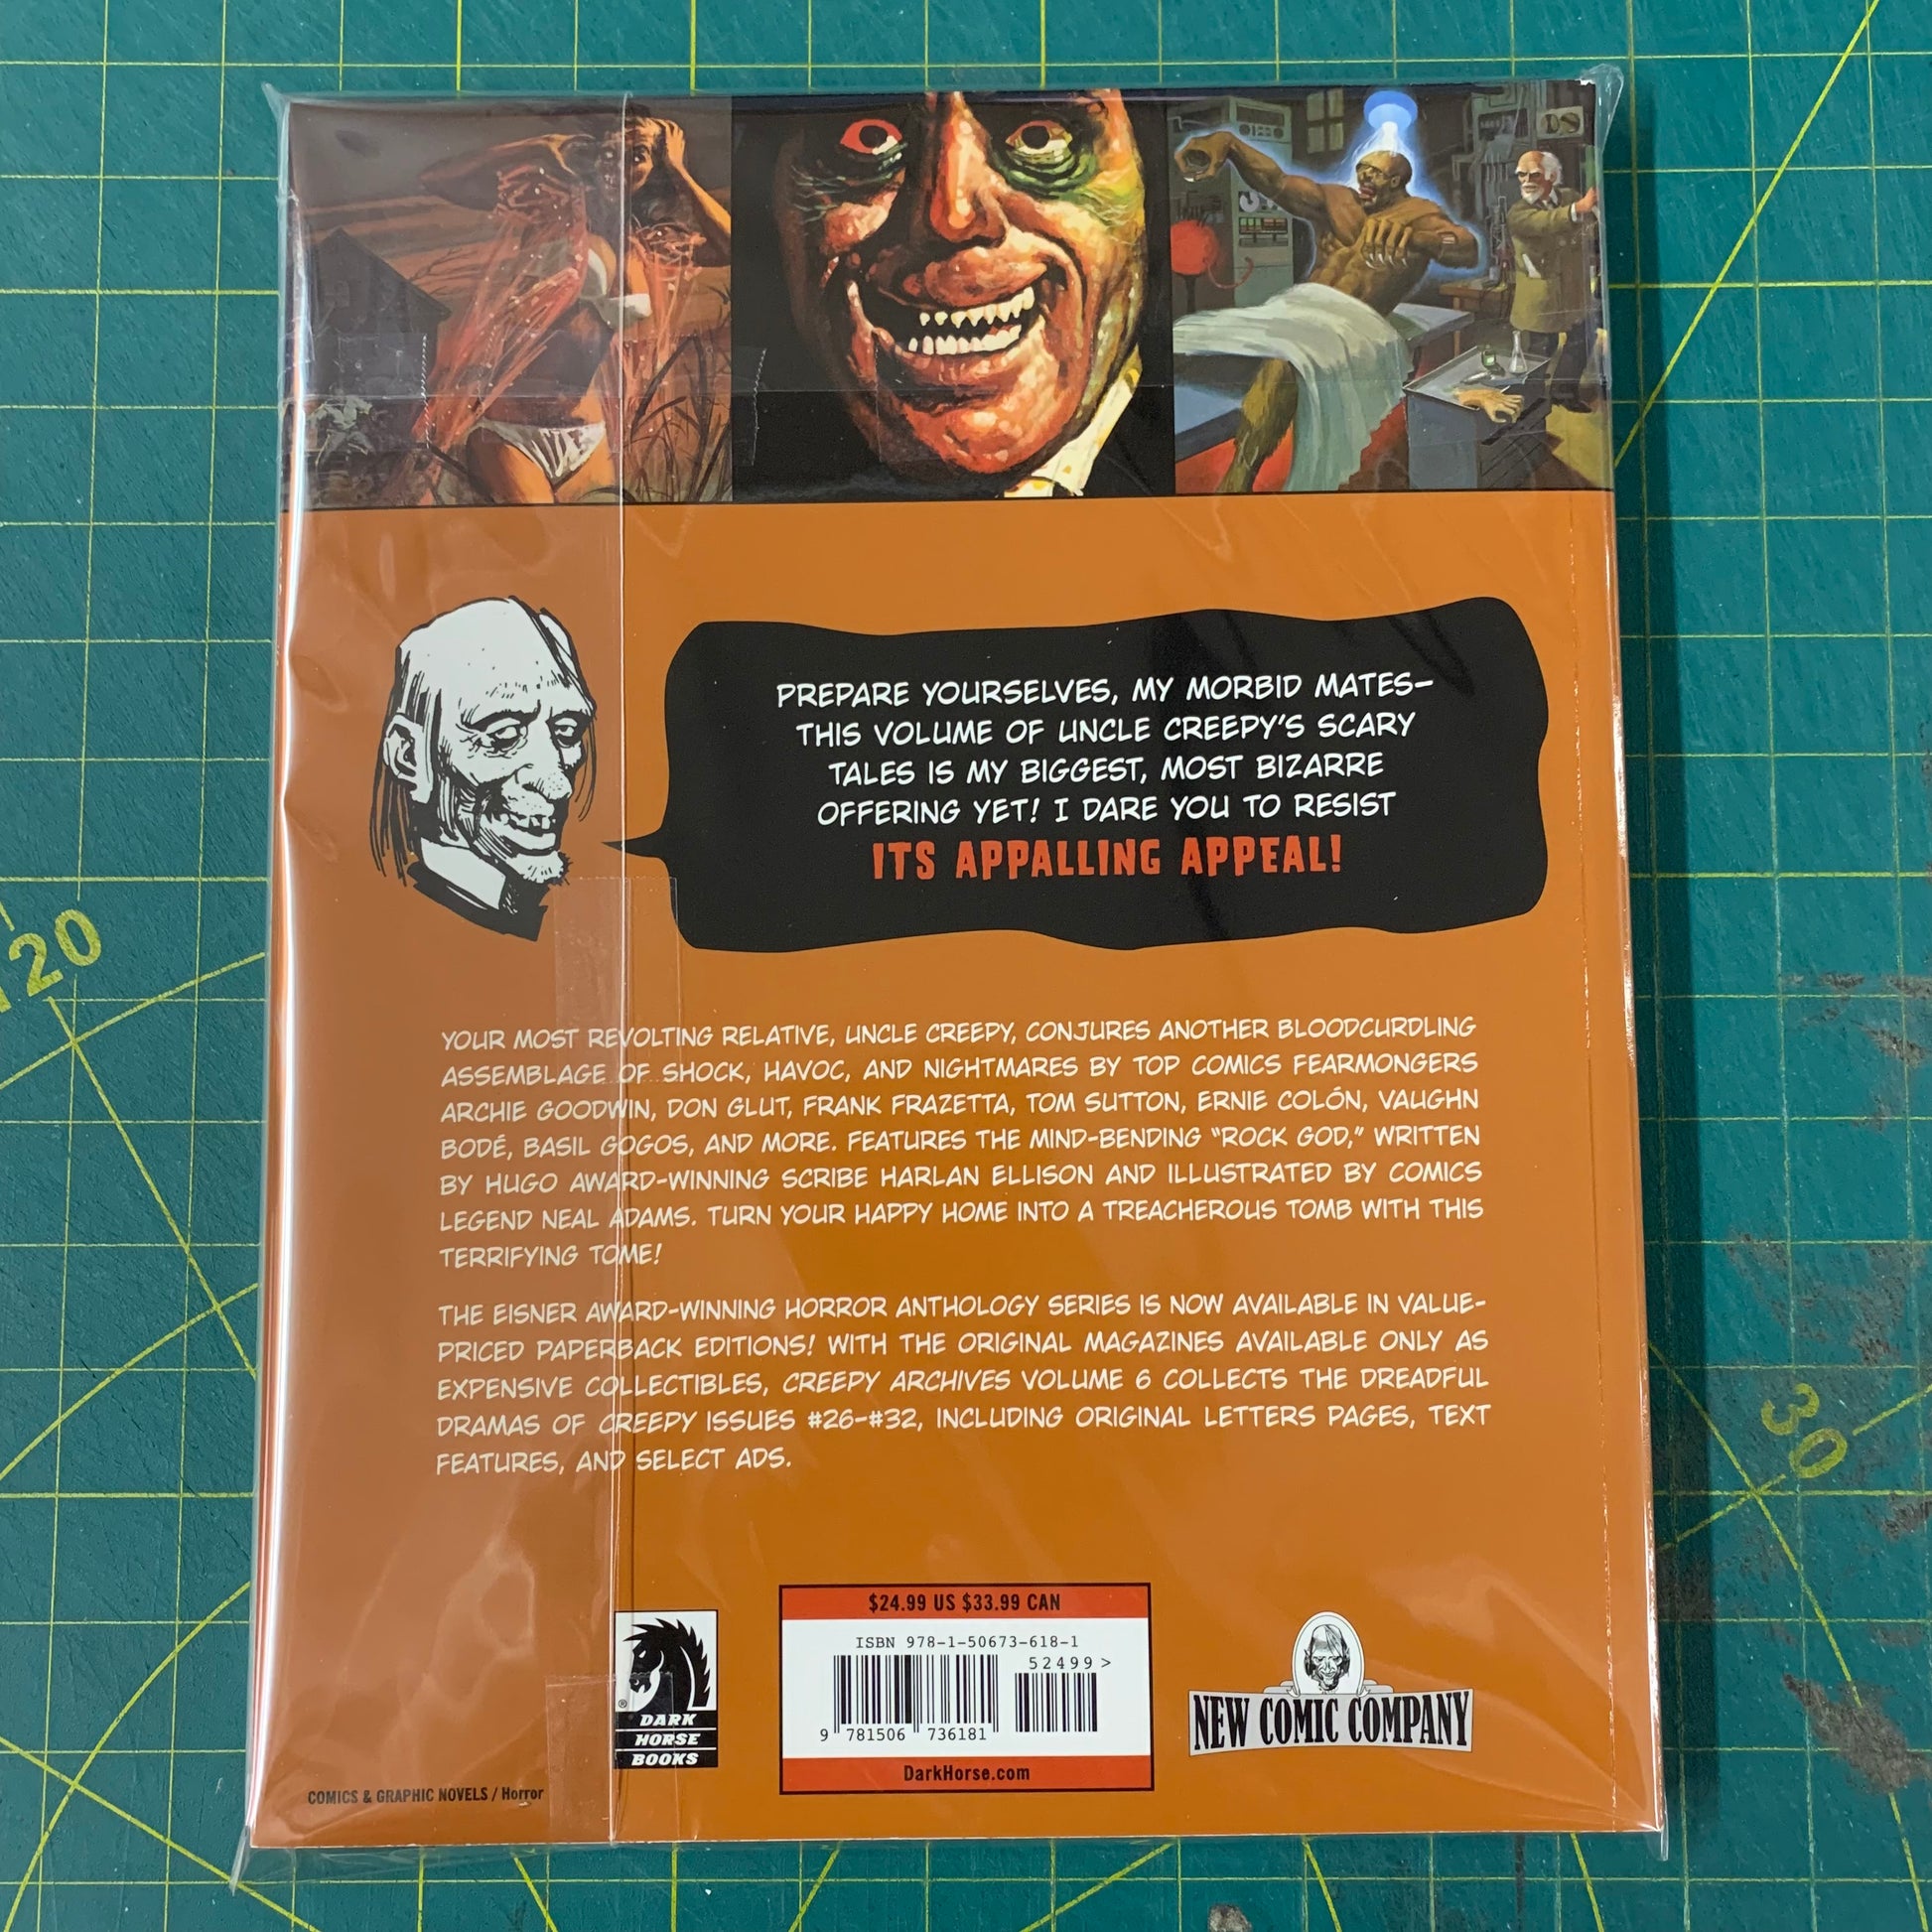 PREPARE YOURSELVES, MY MORBID MATES—
THIS VOLUME OF UNCLE CREEPY'S SCARY
TALES IS MY BIGGEST, MOST BIZARRE
OFFERING YET! I DARE YOU TO RESIST
ITS APPALLING APPEAL!
YOUR MOST REVOLTING RELATIVE, UNCLE CREEPY, CONJURES ANOTHER BLOODCURDLING
ASSEMBLAGE OF SHOCK, HAVOC, AND NIGHTMARES BY TOP COMICS FEARMONGERS
ARCHIE GOODWIN, DON GLUT, FRANK FRAZETTA, TOM SUTTON, ERNIE COLÓN, VAUGHN
BODÉ, BASIL GOGOS, AND MORE. FEATURES THE MIND-BENDING “ROCK GOD,” WRITTEN
BY HUGO AWARD-WINNING SCRIBE HARLAN ELLISON AND ILLUSTRATED BY COMICS
LEGEND NEAL ADAMS. TURN YOUR HAPPY HOME INTO A TREACHEROUS TOMB WITH THIS
TERRIFYING TOME!
THE EISNER AWARD-WINNING HORROR ANTHOLOGY SERIES IS NOW AVAILABLE IN VALUE-
PRICED PAPERBACK EDITIONS! WITH THE ORIGINAL MAGAZINES AVAILABLE ONLY AS
EXPENSIVE COLLECTIBLES, CREEPY ARCHIVES VOLUME 6 COLLECTS THE DREADFUL
DRAMAS OF CREEPY ISSUES #26–#32, INCLUDING ORIGINAL LETTERS PAGES, TEXT
FEATURES, AND SELECT ADS.
$24.99 US $33.99 CAN
ISBN 978-1-50673-618-1
52499>
9 781506 736181
DarkHorse.com
®
DARK
HORSE
BOOKS
NEW COMIC COMPANY
COMICS & GRAPHIC NOVELS / Horror
120
30